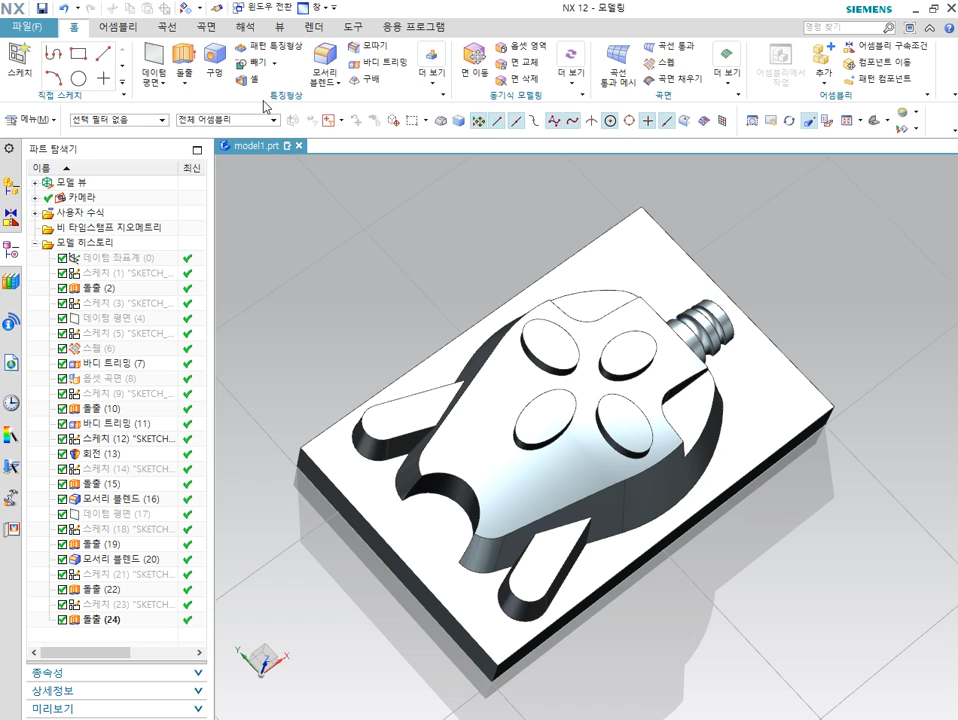 NX
윈도우 전환
창
NX 12 - 모델링
SIEMENS
파일(F)
홈
어셈블리
곡선
곡면
해석
뷰
렌더
도구
응용 프로그램
명령 찾기
스케치
직접 스케치
데이텀
평면
돌출
구멍
패턴 특징형상
빼기
셸
모서리
블렌드
모따기
바디 트리밍
구배
더 보기
특징형상
면 이동
옵셋 영역
면 교체
면 삭제
더 보기
동기식 모델링
곡선
통과 메시
곡선 통과
스웹
곡면 채우기
더 보기
곡면
어셈블리에서
작업
추가
어셈블리 구속조건
컴포넌트 이동
패턴 컴포넌트
어셈블리
메뉴(M)
선택 필터 없음
전체 어셈블리
파트 탐색기
model1.prt
이름
최신
모델 뷰
카메라
사용자 수식
비 타임스탬프 지오메트리
모델 히스토리
데이텀 좌표계 (0)
스케치 (1) "SKETCH_...
돌출 (2)
스케치 (3) "SKETCH_...
데이텀 평면 (4)
스케치 (5) "SKETCH_...
스웹 (6)
바디 트리밍 (7)
옵셋 곡면 (8)
스케치 (9) "SKETCH_...
돌출 (10)
바디 트리밍 (11)
스케치 (12) "SKETCH...
회전 (13)
스케치 (14) "SKETCH...
돌출 (15)
모서리 블렌드 (16)
데이텀 평면 (17)
스케치 (18) "SKETCH...
돌출 (19)
모서리 블렌드 (20)
스케치 (21) "SKETCH...
돌출 (22)
스케치 (23) "SKETCH...
돌출 (24)
종속성
상세정보
미리보기
Y
Z
X